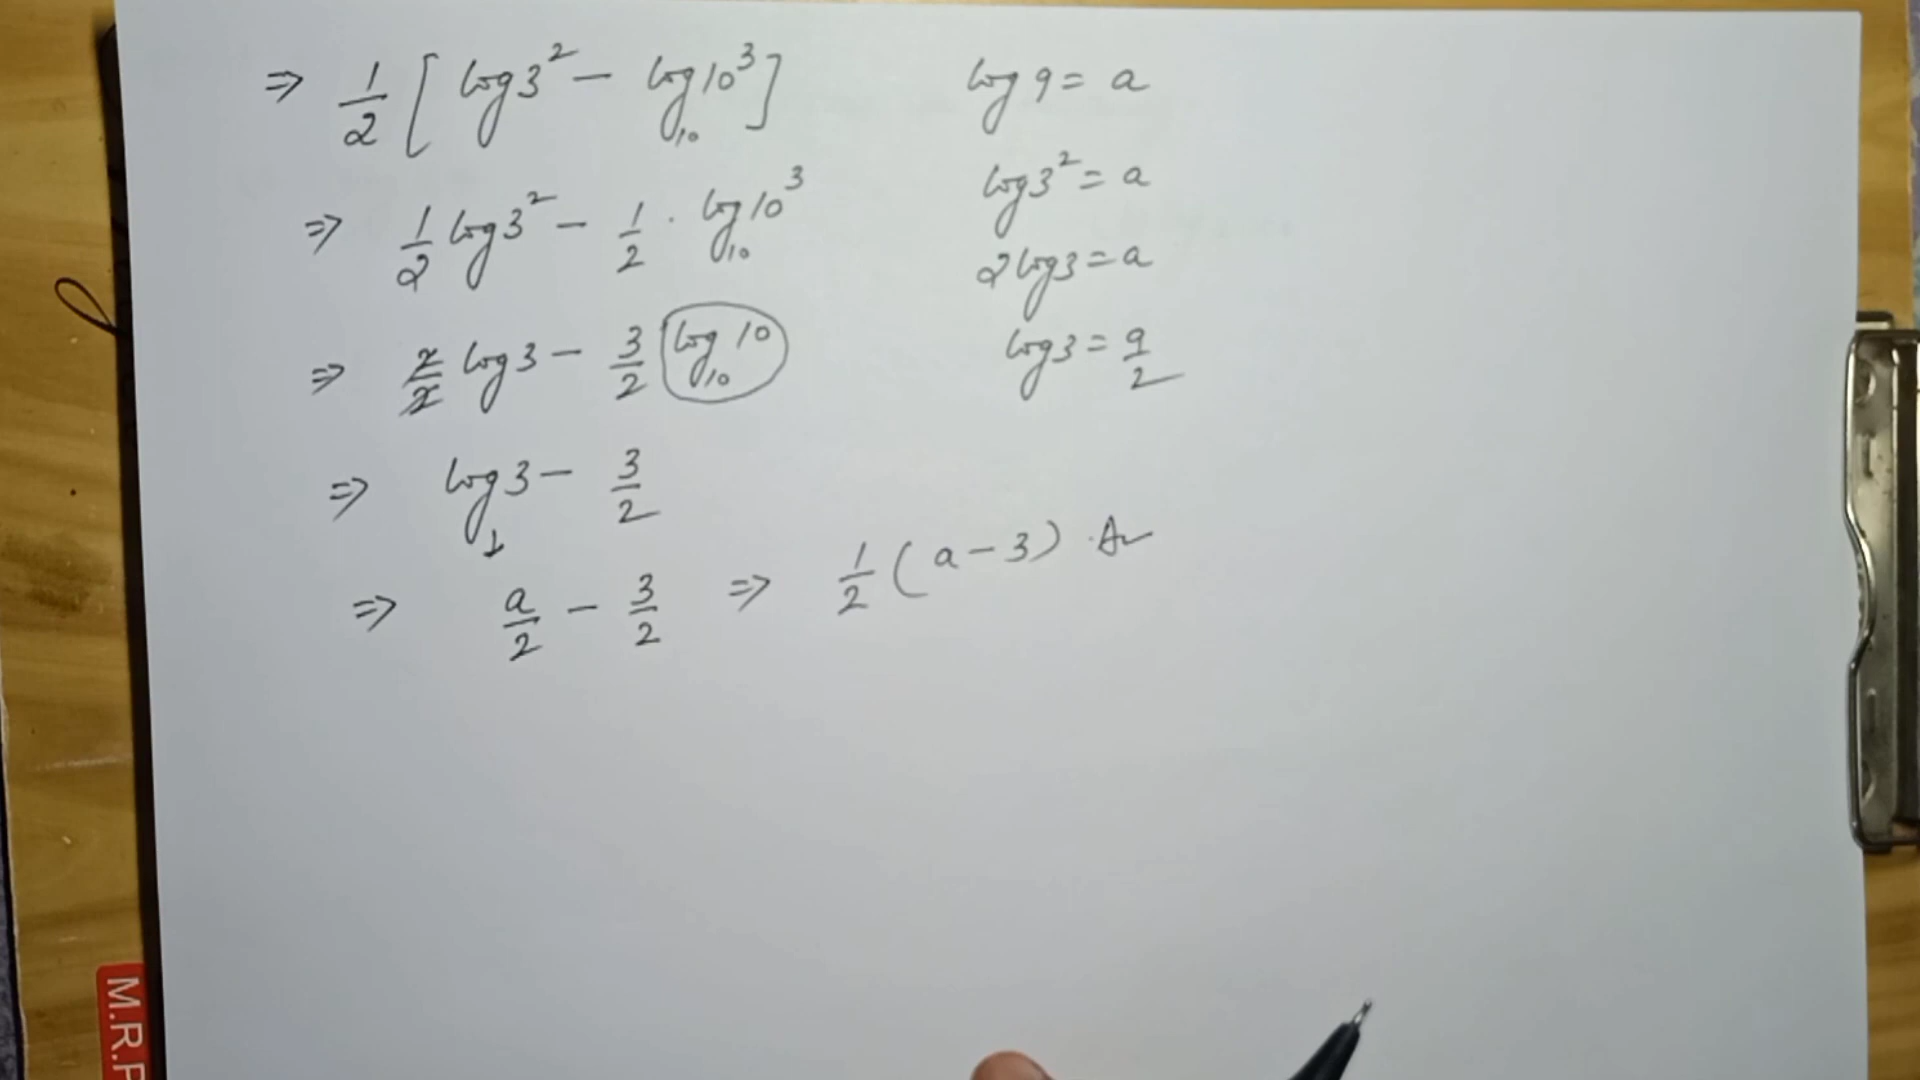 ⇒ 1/2 [ log 3² − log₁₀ 10³ ]
⇒ 1/2 log 3² − 1/2 · log₁₀ 10³
⇒ 2/2 log 3 − 3/2 log₁₀ 10
⇒ log 3 − 3/2
⇒ a/2 − 3/2 ⇒ 1/2 (a − 3)
log 9 = a
log 3² = a
2 log 3 = a
log 3 = a/2
M.R.P